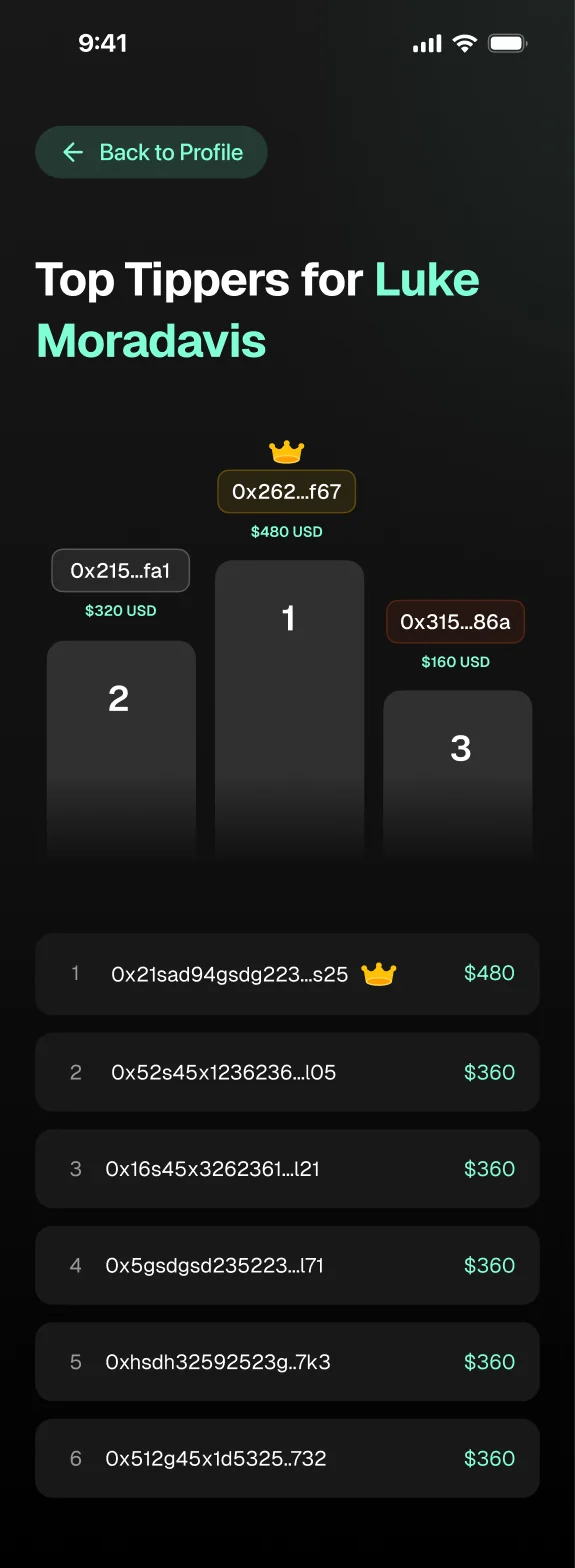 9:41
Back to Profile
Top Tippers for Luke
Moradavis
0x262...f67
$480 USD
0x215...fa1
$320 USD
1
0x315...86a
$160 USD
2
3
1 0x21sad94gsdg223...s25 $480
2 0x52s45x1236236...l05 $360
3 0x16s45x3262361...l21 $360
4 0x5gsdgsd235223...l71 $360
5 0xhsdh32592523g..7k3 $360
6 0x512g45x1d5325..732 $360